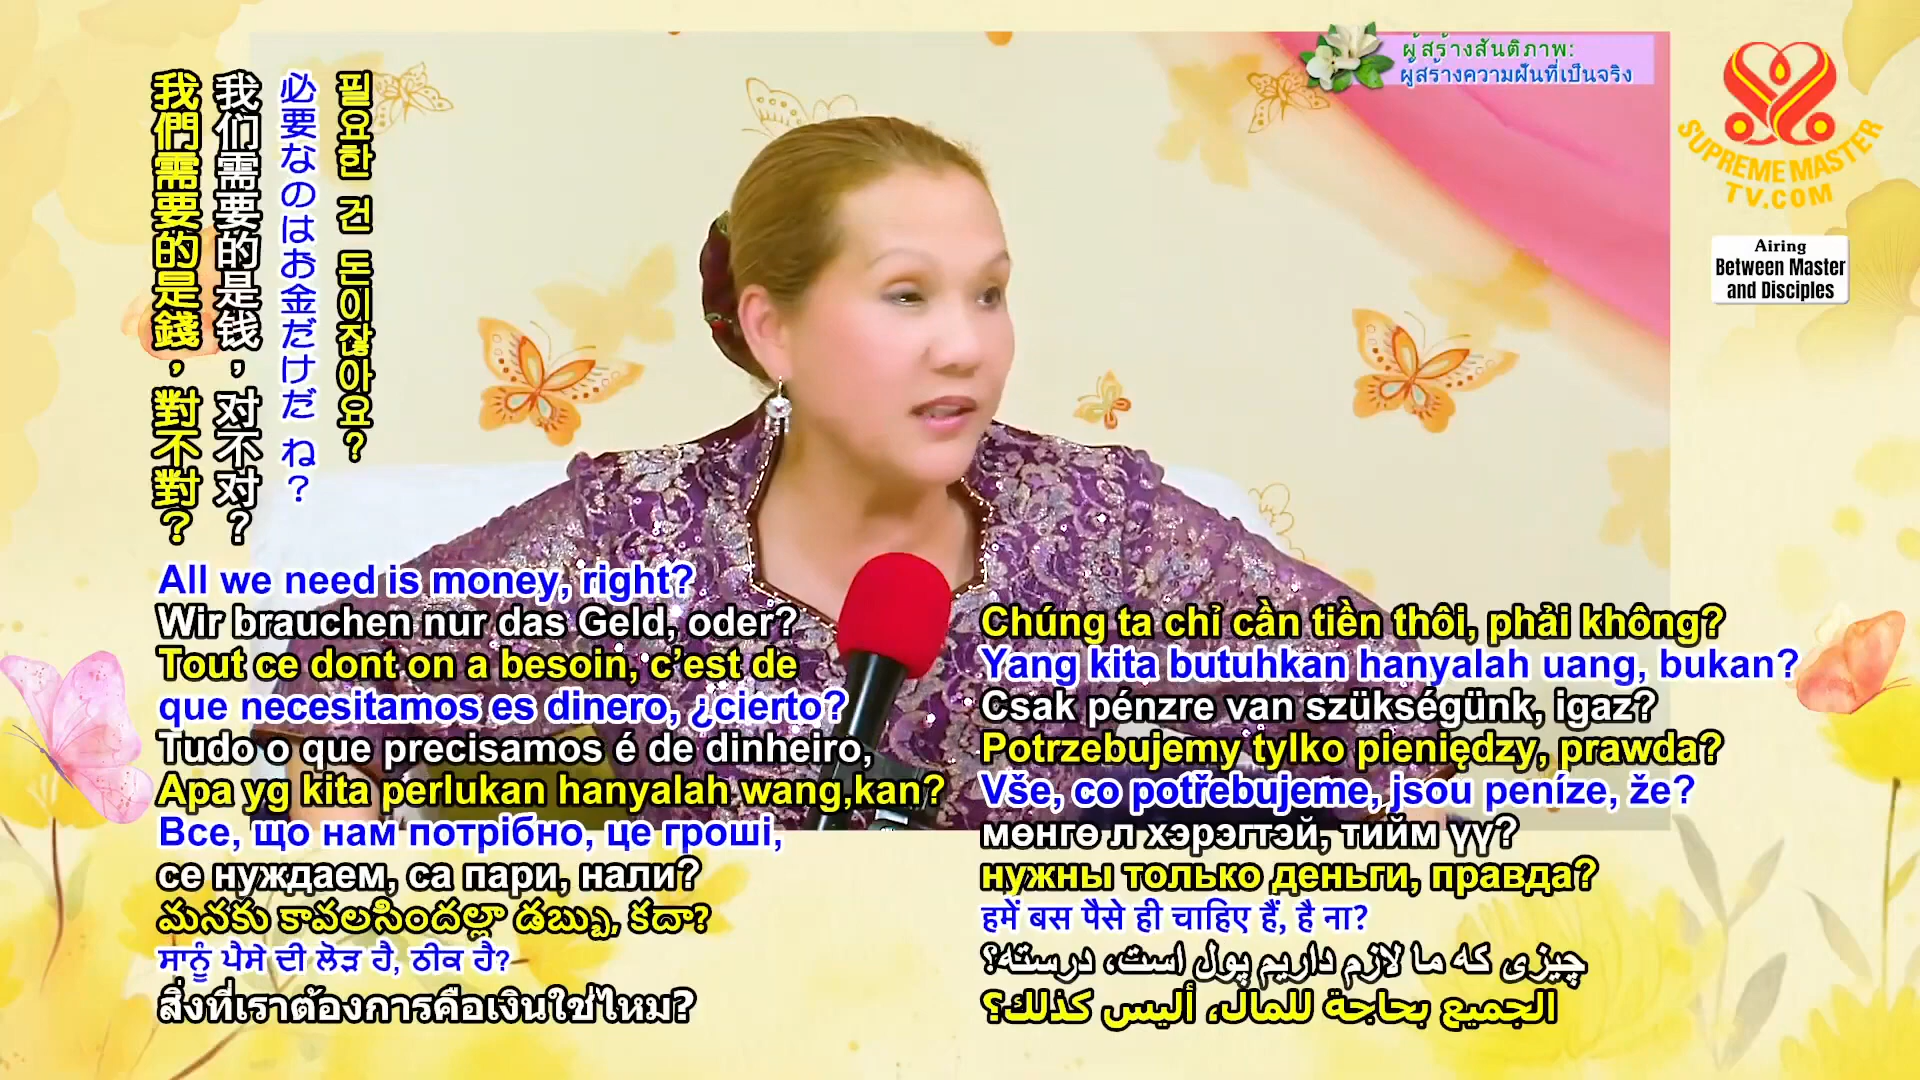 ผู้สร้างสันติภาพ:
ผู้สร้างความฝันที่เป็นจริง
SUPREME MASTER
TV.COM
Airing
Between Master
and Disciples
我們需要的是錢，對不對？
我们需要的是钱，对不对？
必要なのはお金だけだ ね？
필요한 건 돈이잖아요?
All we need is money, right?
Wir brauchen nur das Geld, oder?
Tout ce dont on a besoin, c’est de
que necesitamos es dinero, ¿cierto?
Tudo o que precisamos é de dinheiro,
Apa yg kita perlukan hanyalah wang,kan?
Все, що нам потрібно, це гроші,
се нуждаем, са пари, нали?
మనకు కావలసిందల్లా డబ్బు, కదా?
ਸਾਨੂੰ ਪੈਸੇ ਦੀ ਲੋੜ ਹੈ, ਠੀਕ ਹੈ?
สิ่งที่เราต้องการคือเงินใช่ไหม?
Chúng ta chỉ cần tiền thôi, phải không?
Yang kita butuhkan hanyalah uang, bukan?
Csak pénzre van szükségünk, igaz?
Potrzebujemy tylko pieniędzy, prawda?
Vše, co potřebujeme, jsou peníze, že?
мөнгө л хэрэгтэй, тийм үү?
нужны только деньги, правда?
हमें बस पैसे ही चाहिए हैं, है ना?
چیزی که ما لازم داریم پول است، درسته؟
الجميع بحاجة للمال، أليس كذلك؟